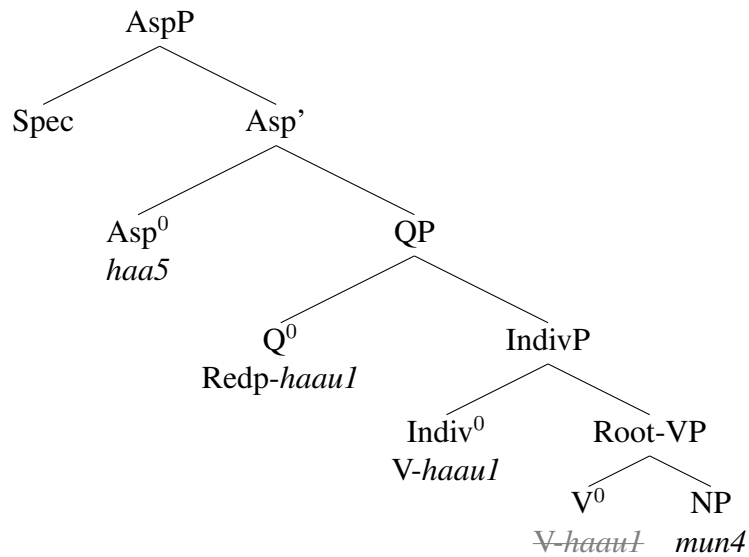 AspP
Spec Asp’
Asp⁰ QP
haa5
Q⁰ IndivP
Redp-haau1
Indiv⁰ Root-VP
V-haau1
V⁰ NP
V-haau1 mun4